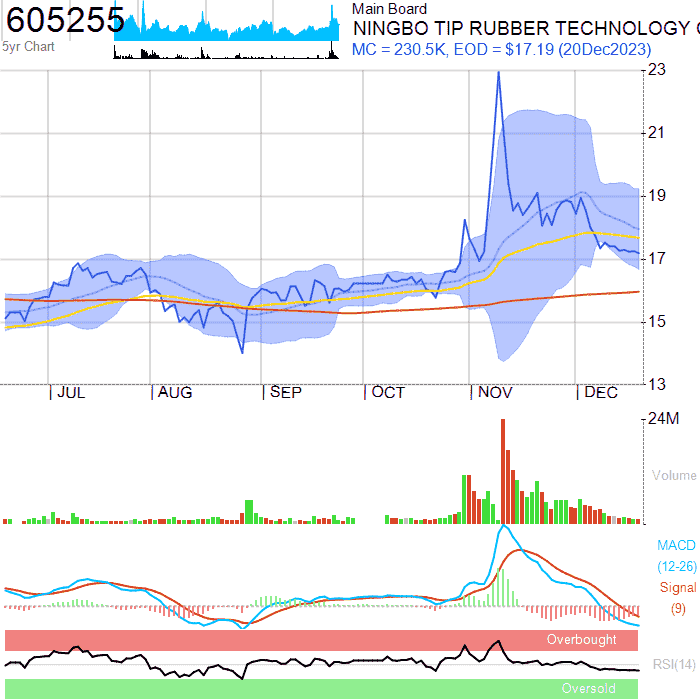 605255
5yr Chart
Main Board
NINGBO TIP RUBBER TECHNOLOGY
MC = 230.5K, EOD = $17.19 (20Dec2023)
23
21
19
17
15
13
JUL AUG SEP OCT NOV DEC
24M
Volume
MACD
(12-26)
Signal
(9)
Overbought
RSI(14)
Oversold